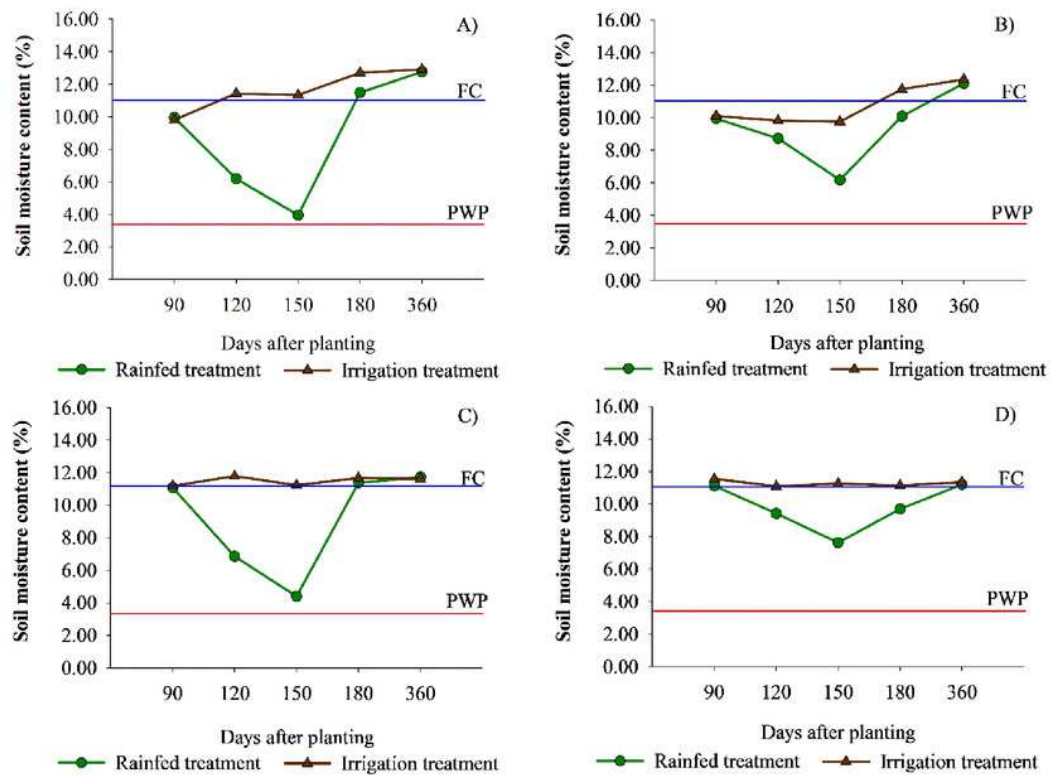 A)
Soil moisture content (%)
16.00
14.00
12.00
10.00
8.00
6.00
4.00
2.00
0.00
FC
PWP
90 120 150 180 360
Days after planting
Rainfed treatment Irrigation treatment
B)
Soil moisture content (%)
16.00
14.00
12.00
10.00
8.00
6.00
4.00
2.00
0.00
FC
PWP
90 120 150 180 360
Days after planting
Rainfed treatment Irrigation treatment
C)
Soil moisture content (%)
16.00
14.00
12.00
10.00
8.00
6.00
4.00
2.00
0.00
FC
PWP
90 120 150 180 360
Days after planting
Rainfed treatment Irrigation treatment
D)
Soil moisture content (%)
16.00
14.00
12.00
10.00
8.00
6.00
4.00
2.00
0.00
FC
PWP
90 120 150 180 360
Days after planting
Rainfed treatment Irrigation treatment